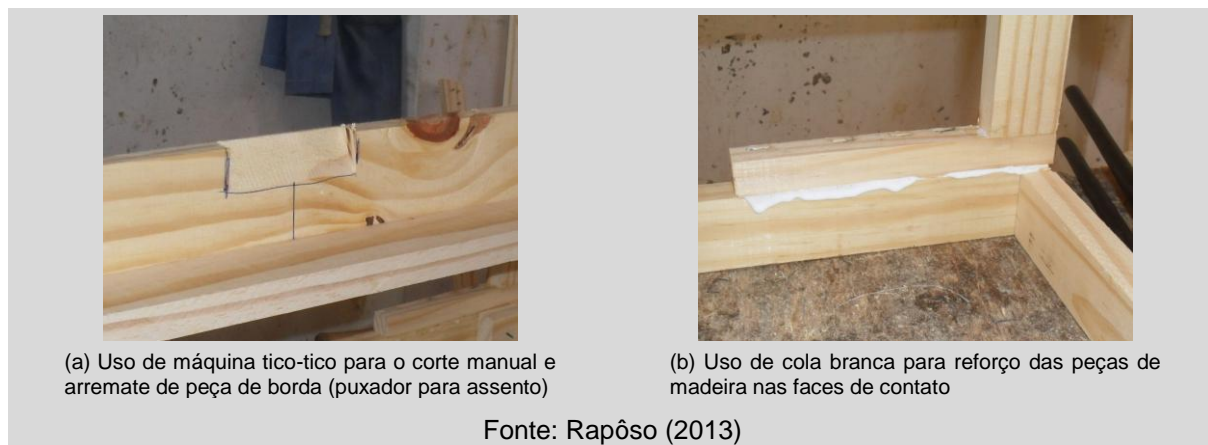 (a) Uso de máquina tico-tico para o corte manual e
arremate de peça de borda (puxador para assento)
(b) Uso de cola branca para reforço das peças de
madeira nas faces de contato
Fonte: Rapôso (2013)